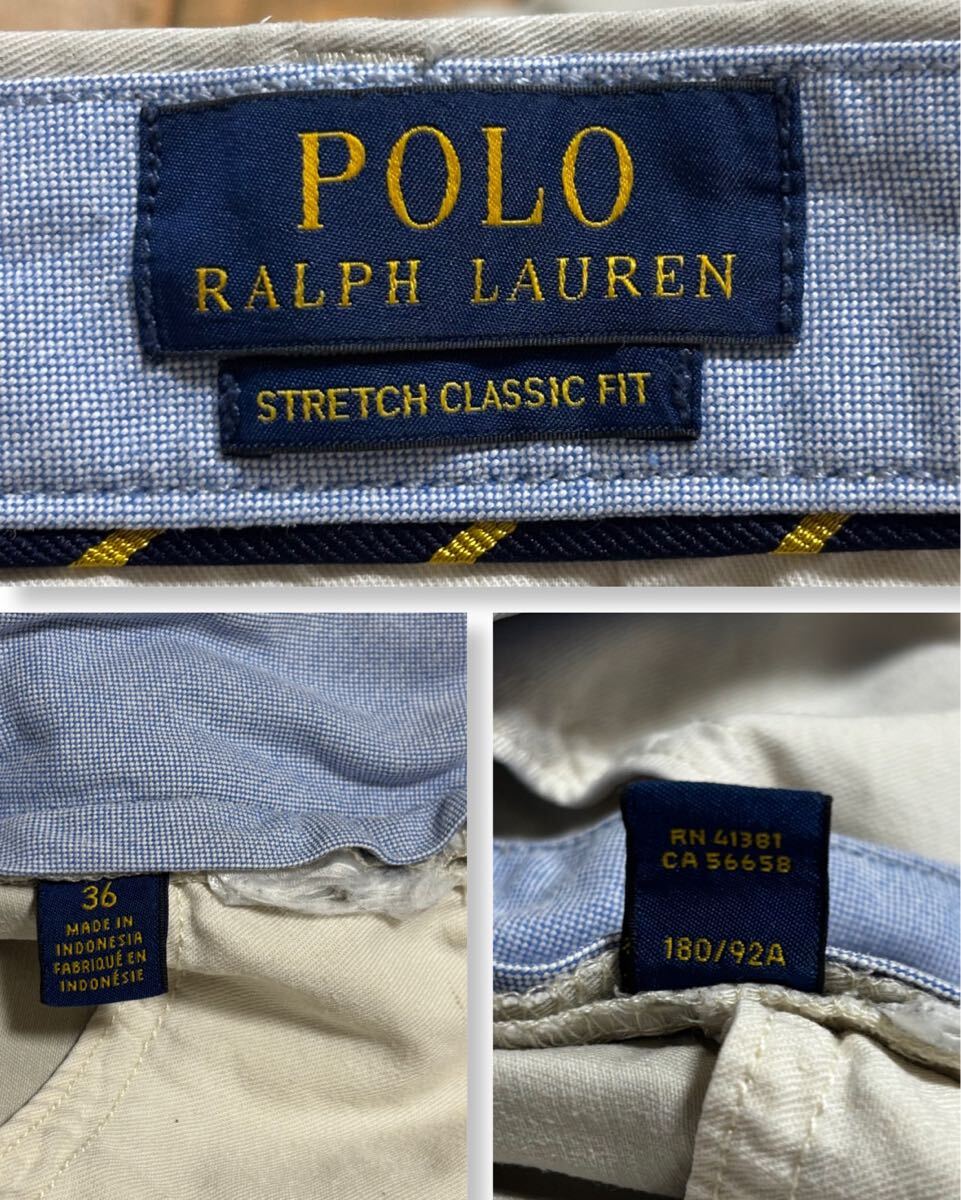 POLO
RALPH LAUREN
STRETCH CLASSIC FIT
36
MADE IN
INDONESIA
FABRIQUÉ EN
INDONÉSIE
RN 41381
CA 56658
180/92A